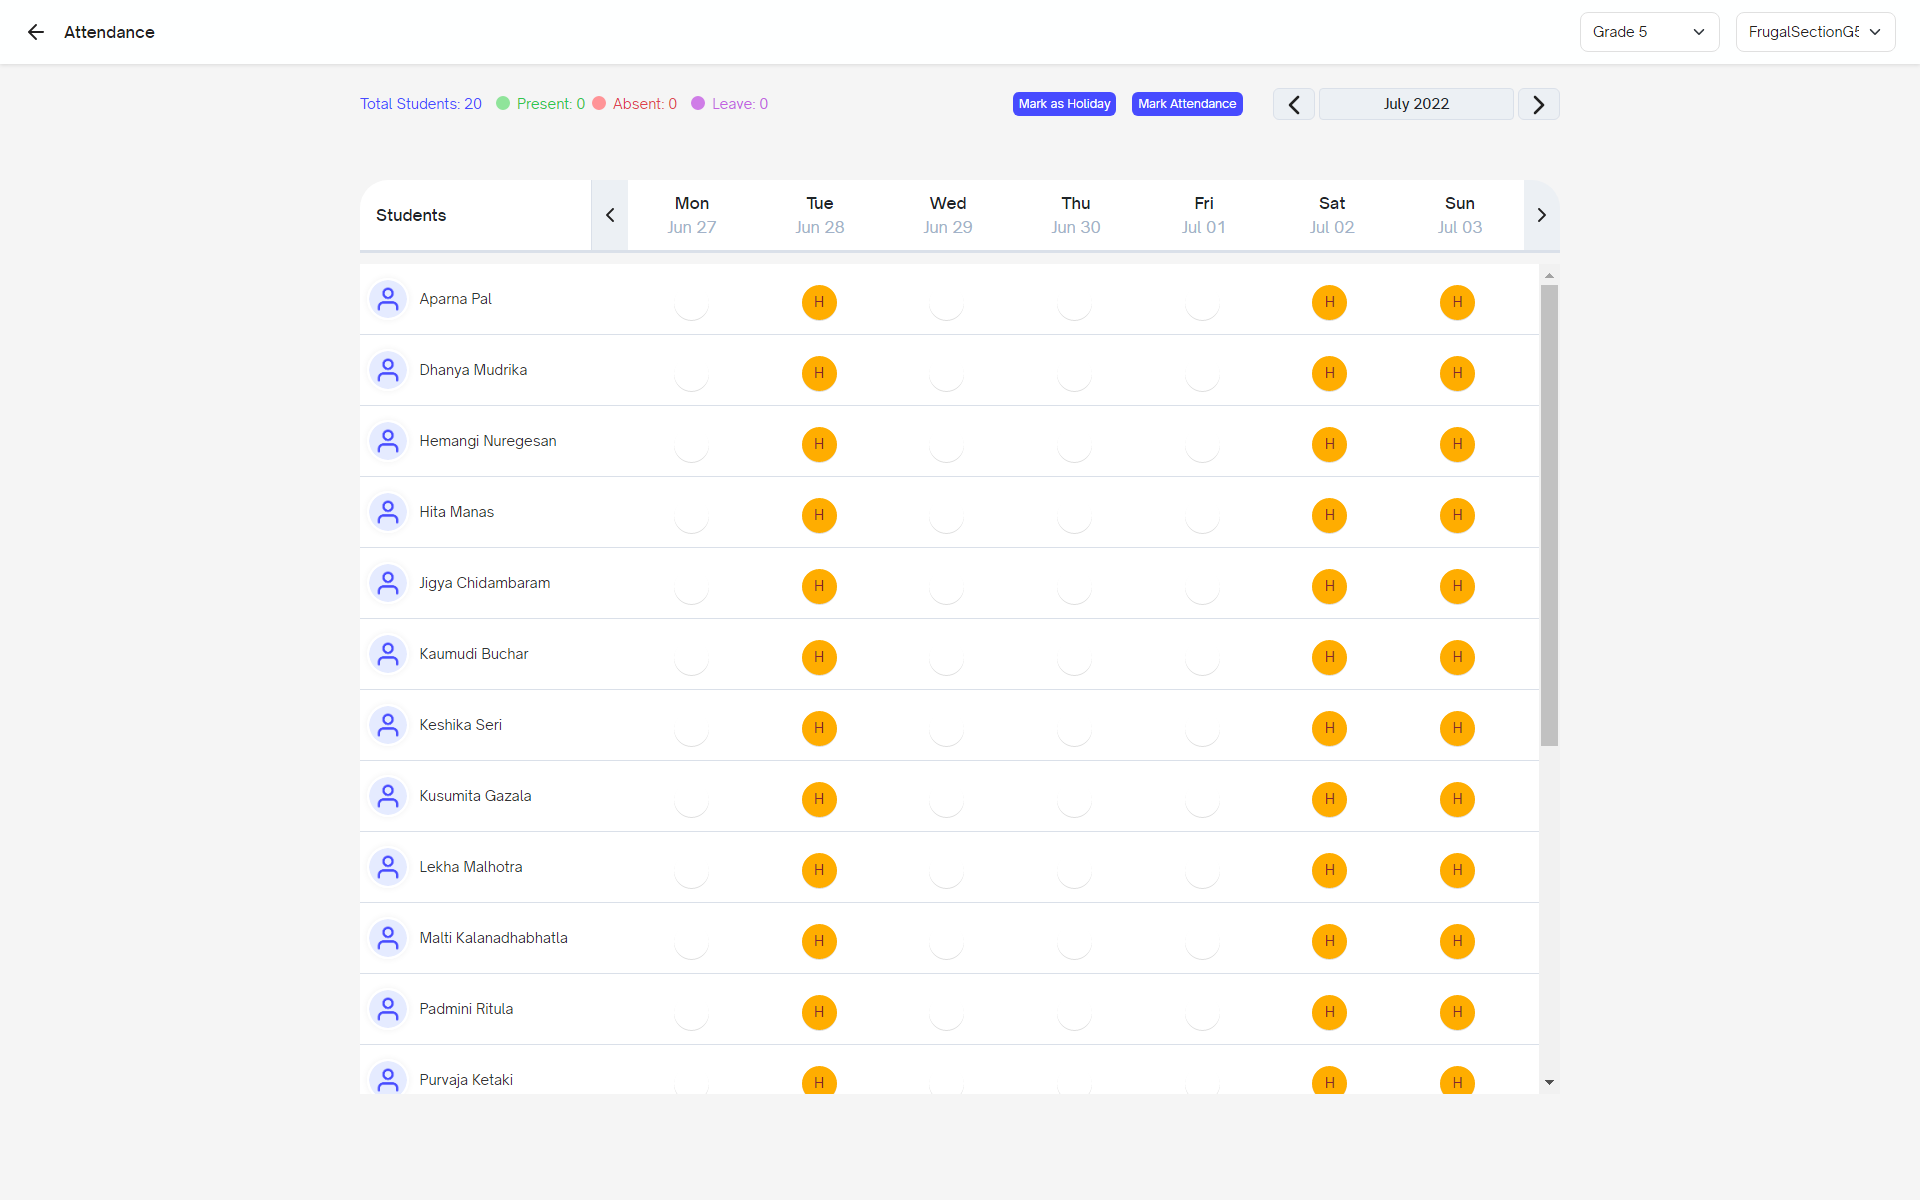 Attendance
Grade 5
FrugalSectionG5
Total Students: 20 Present: 0 Absent: 0 Leave: 0
Mark as Holiday
Mark Attendance
July 2022
Students
Mon Tue Wed Thu Fri Sat Sun
Jun 27 Jun 28 Jun 29 Jun 30 Jul 01 Jul 02 Jul 03
Aparna Pal H H H
Dhanya Mudrika H H H
Hemangi Nuregesan H H H
Hita Manas H H H
Jigya Chidambaram H H H
Kaumudi Buchar H H H
Keshika Seri H H H
Kusumita Gazala H H H
Lekha Malhotra H H H
Malti Kalanadhabhatla H H H
Padmini Ritula H H H
Purvaja Ketaki H H H